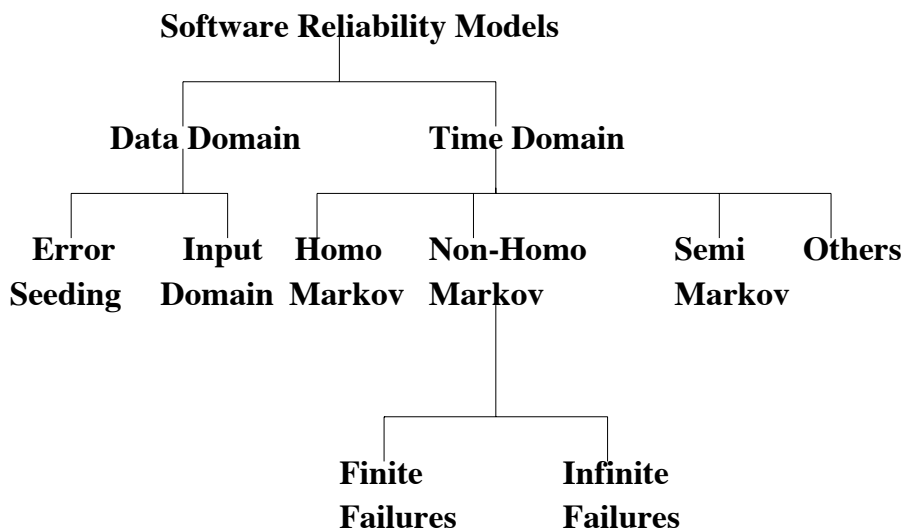 Software Reliability Models
Data Domain
Time Domain
Error
Seeding
Input
Domain
Homo
Markov
Non-Homo
Markov
Semi
Markov
Others
Finite
Failures
Infinite
Failures